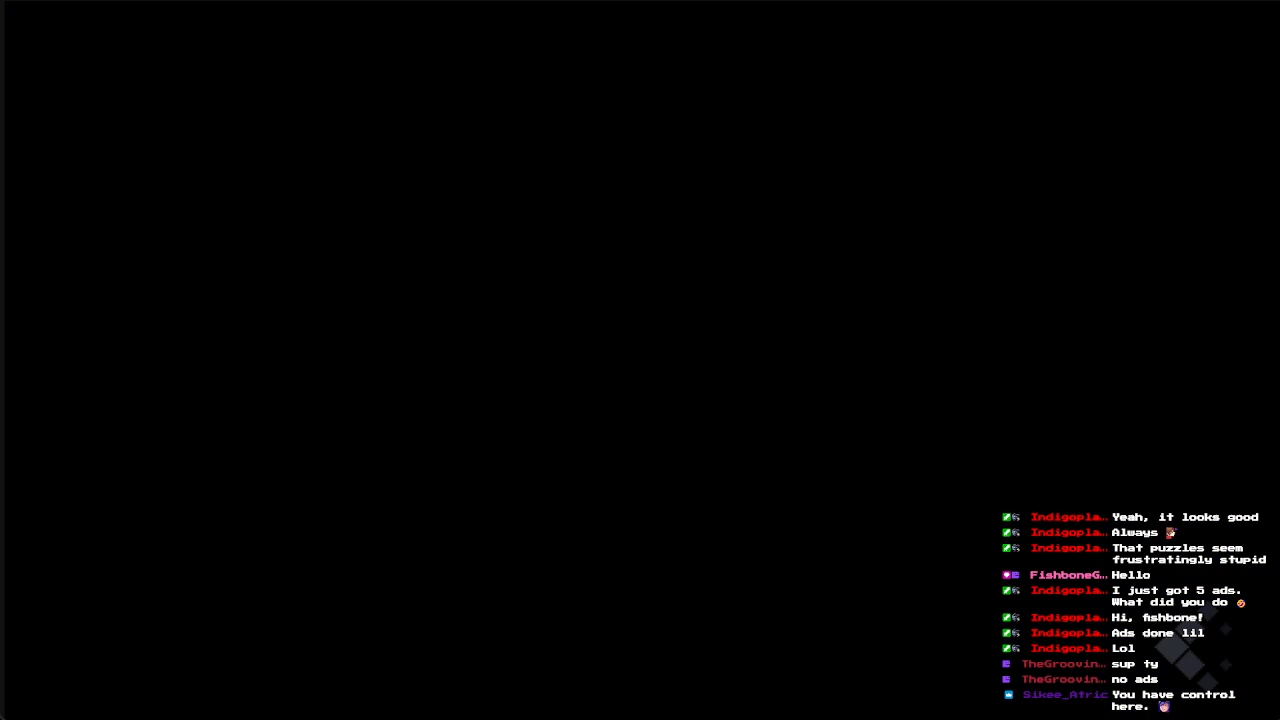 Indigopla… Yeah, it looks good
Indigopla… Always
Indigopla… That puzzles seem
frustratingly stupid
FishboneG… Hello
Indigopla… I just got 5 ads.
What did you do
Indigopla… Hi, fishbone!
Indigopla… Ads done lil
Indigopla… Lol
TheGroovin… sup ty
TheGroovin… no ads
Sikee_Atric You have control
here.